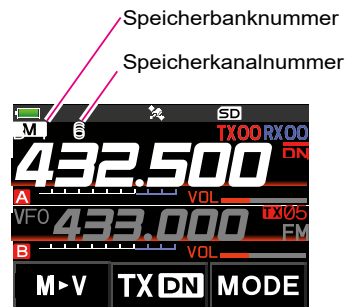 Speicherbanknummer
Speicherkanalnummer
SD
M 6 TX00 RX00
432.500 DN
A VOL
VFO 433.000 TX05
FM
B VOL
M►V TX DN MODE